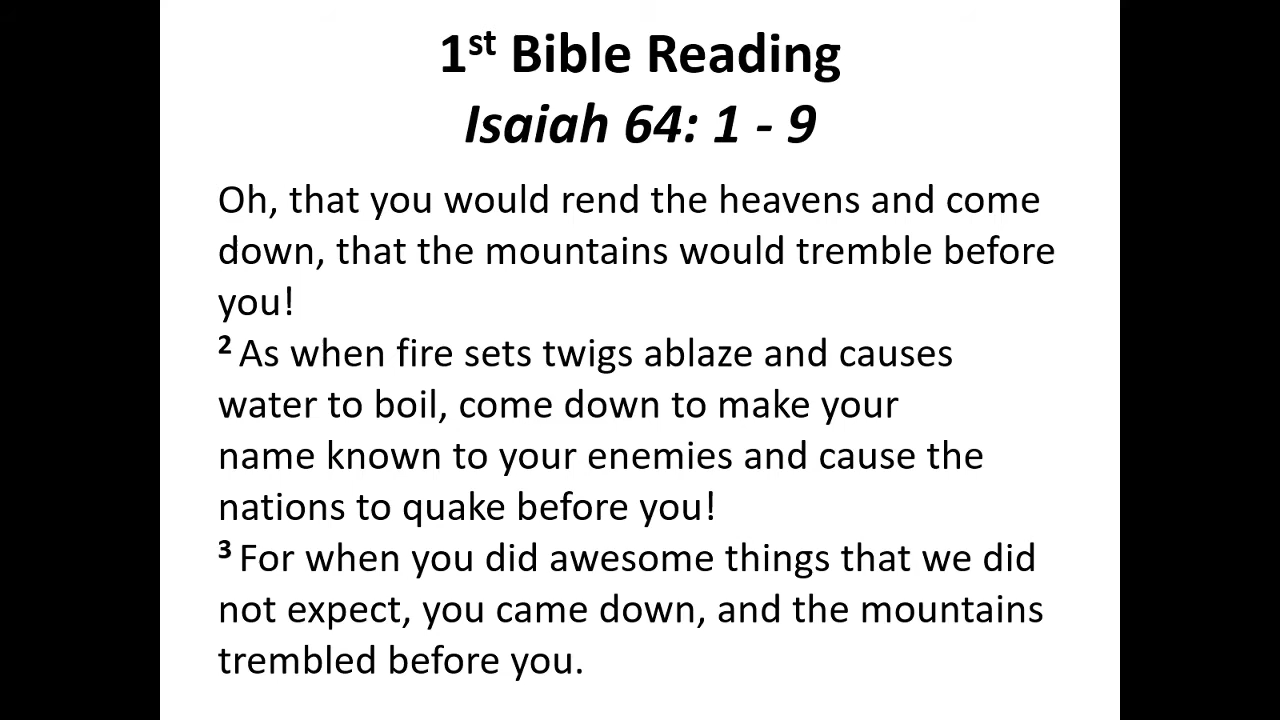 1st Bible Reading
Isaiah 64: 1 - 9
Oh, that you would rend the heavens and come
down, that the mountains would tremble before
you!
2 As when fire sets twigs ablaze and causes
water to boil, come down to make your
name known to your enemies and cause the
nations to quake before you!
3 For when you did awesome things that we did
not expect, you came down, and the mountains
trembled before you.